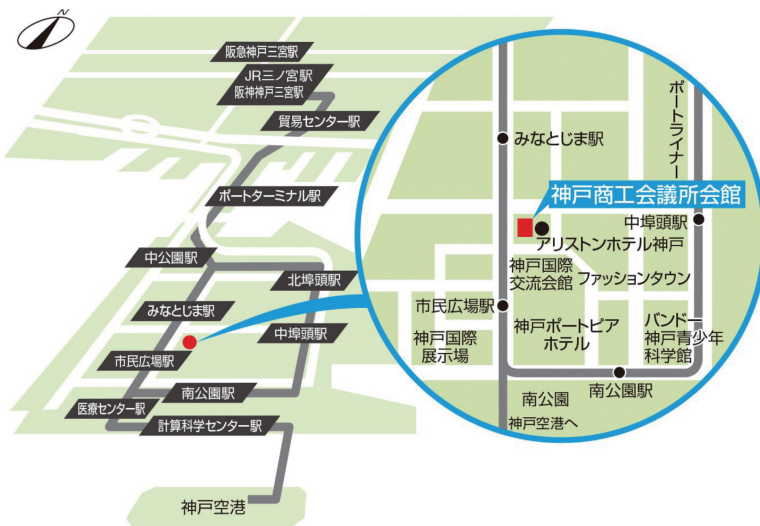 N
阪急神戸三宮駅
JR三ノ宮駅
阪神神戸三宮駅
貿易センター駅
ポートターミナル駅
中公園駅
北埠頭駅
みなとじま駅
中埠頭駅
市民広場駅
南公園駅
医療センター駅
計算科学センター駅
神戸空港
ポートライナー
みなとじま駅
神戸商工会議所会館
中埠頭駅
アリストンホテル神戸
神戸国際
交流会館
ファッションタウン
市民広場駅
神戸国際
展示場
神戸ポートピア
ホテル
バンドー
神戸青少年
科学館
南公園駅
南公園
神戸空港へ